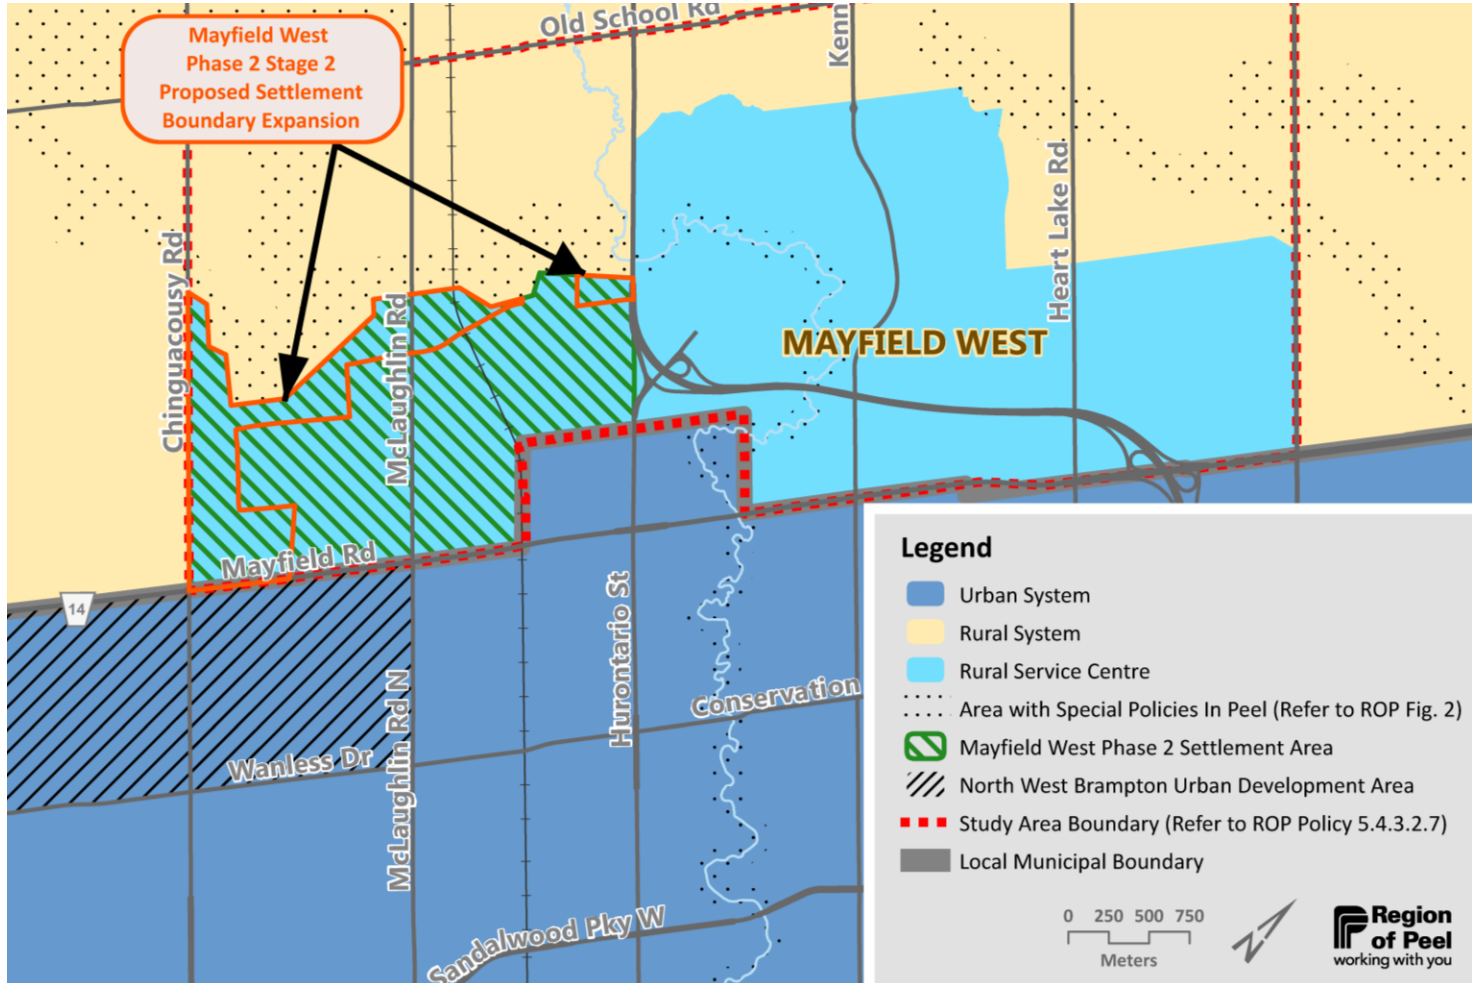 Old School Rd
Kenn
Mayfield West
Phase 2 Stage 2
Proposed Settlement
Boundary Expansion
Chinguacousy Rd
McLaughlin Rd
Heart Lake Rd
MAYFIELD WEST
Mayfield Rd
14
Hurontario St
McLaughlin Rd N
Conservation
Wanless Dr
Sandalwood Pky W
Legend
Urban System
Rural System
Rural Service Centre
Area with Special Policies In Peel (Refer to ROP Fig. 2)
Mayfield West Phase 2 Settlement Area
North West Brampton Urban Development Area
Study Area Boundary (Refer to ROP Policy 5.4.3.2.7)
Local Municipal Boundary
0 250 500 750
Meters
Region
of Peel
working with you